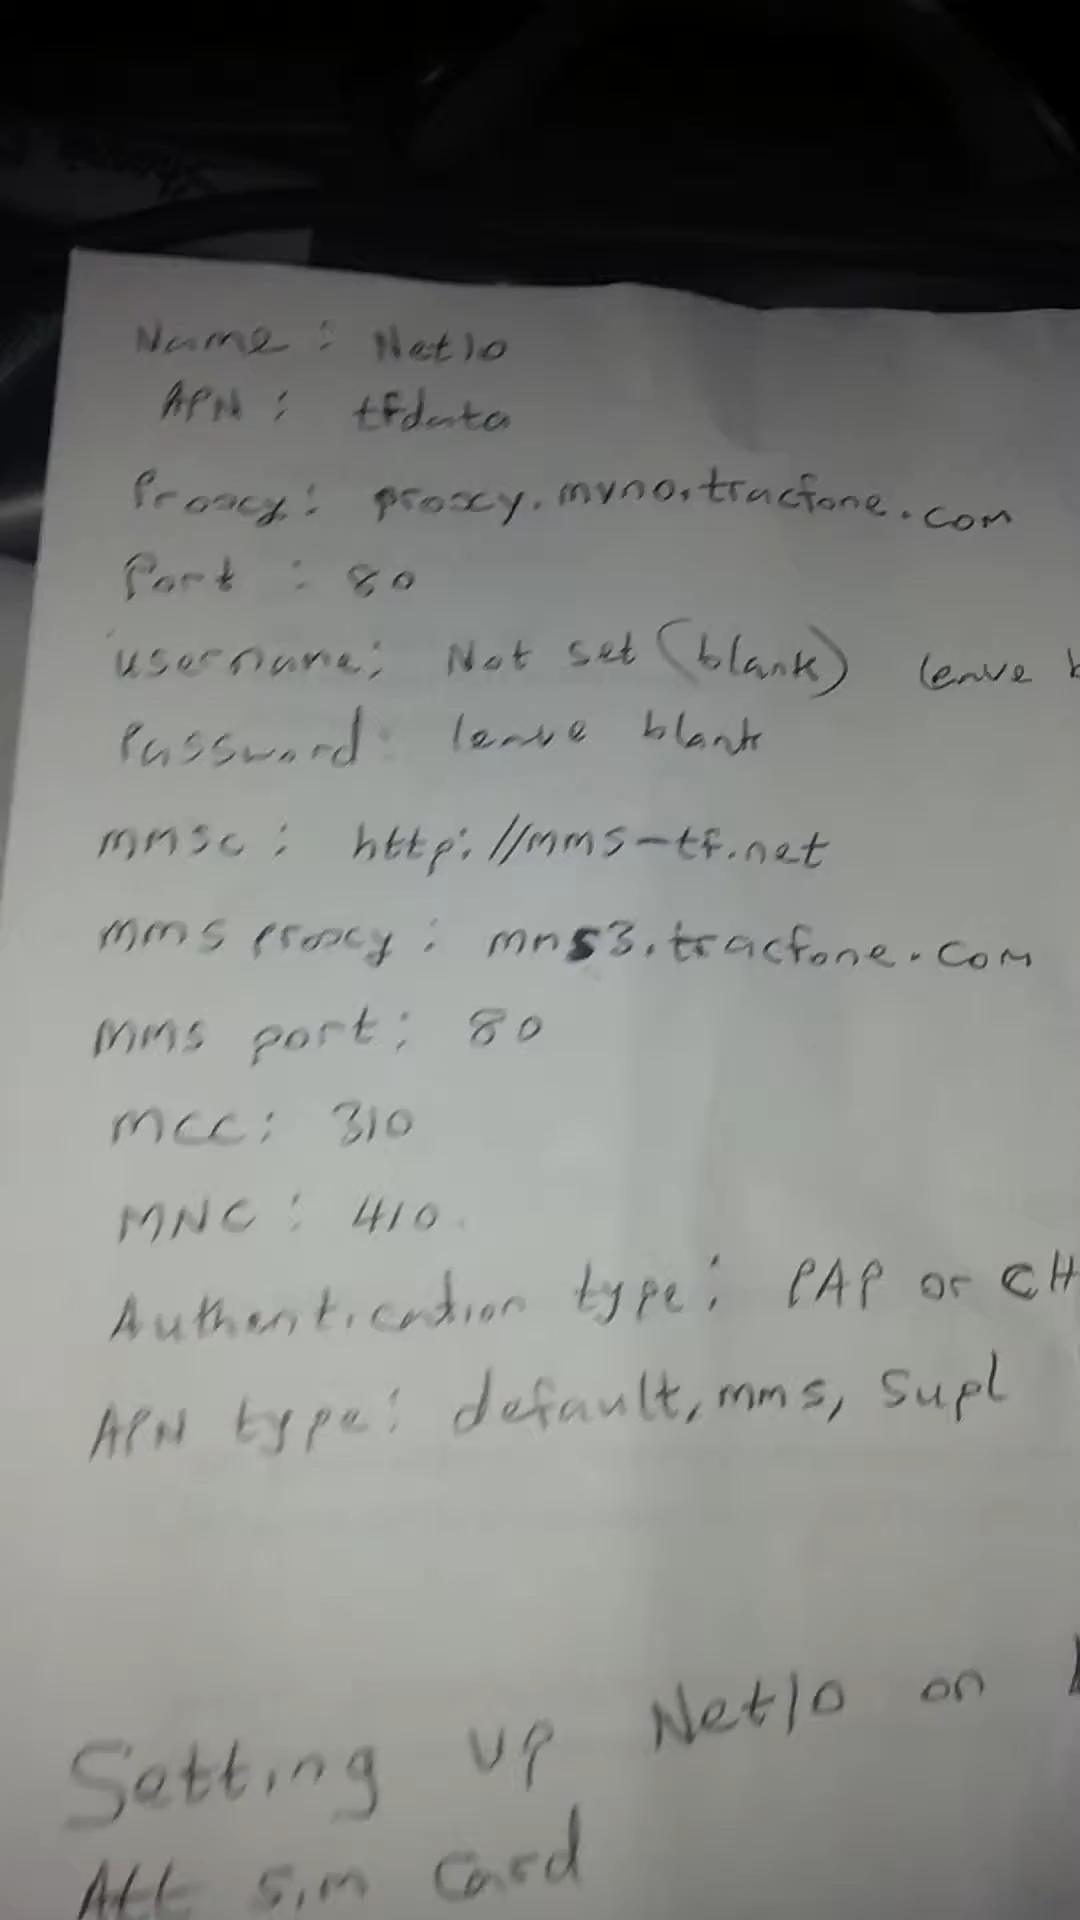 Name : Net10
APN : tfdata
Proxy: proxy.mvno.tracfone.com
Port : 80
username: Not set (blank) leave
Password: leave blank
mmsc : http://mms-tf.net
mms proxy : mms3.tracfone.com
mms port: 80
MCC: 310
MNC : 410
Authentication type: PAP or CH
APN type: default, mms, supl
Setting up Net10 on
Att sim card